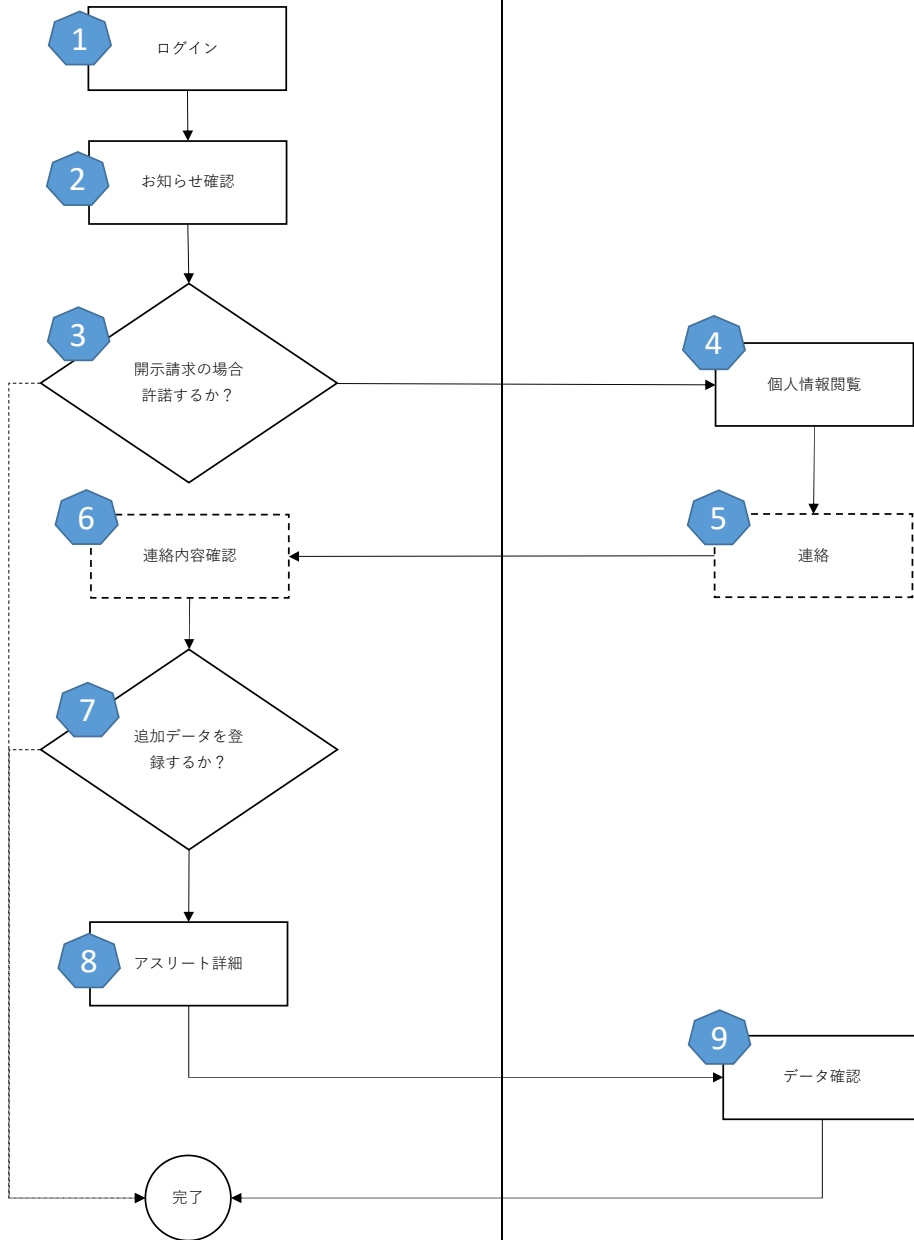 1
ログイン
2
お知らせ確認
3
開示請求の場合
許諾するか？
4
個人情報閲覧
5
連絡
6
連絡内容確認
7
追加データを登
録するか？
8
アスリート詳細
9
データ確認
完了